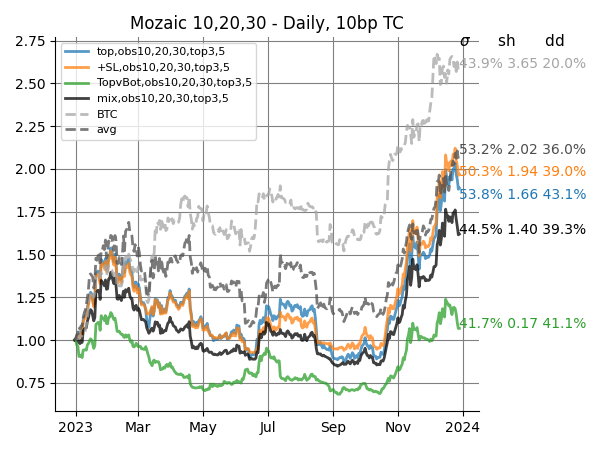 Mozaic 10,20,30 - Daily, 10bp TC
σ sh dd
top,obs10,20,30,top3,5
+SL,obs10,20,30,top3,5
TopvBot,obs10,20,30,top3,5
mix,obs10,20,30,top3,5
BTC
avg
43.9% 3.65 20.0%
53.2% 2.02 36.0%
50.3% 1.94 39.0%
53.8% 1.66 43.1%
44.5% 1.40 39.3%
41.7% 0.17 41.1%
2.75
2.50
2.25
2.00
1.75
1.50
1.25
1.00
0.75
2023 Mar May Jul Sep Nov 2024